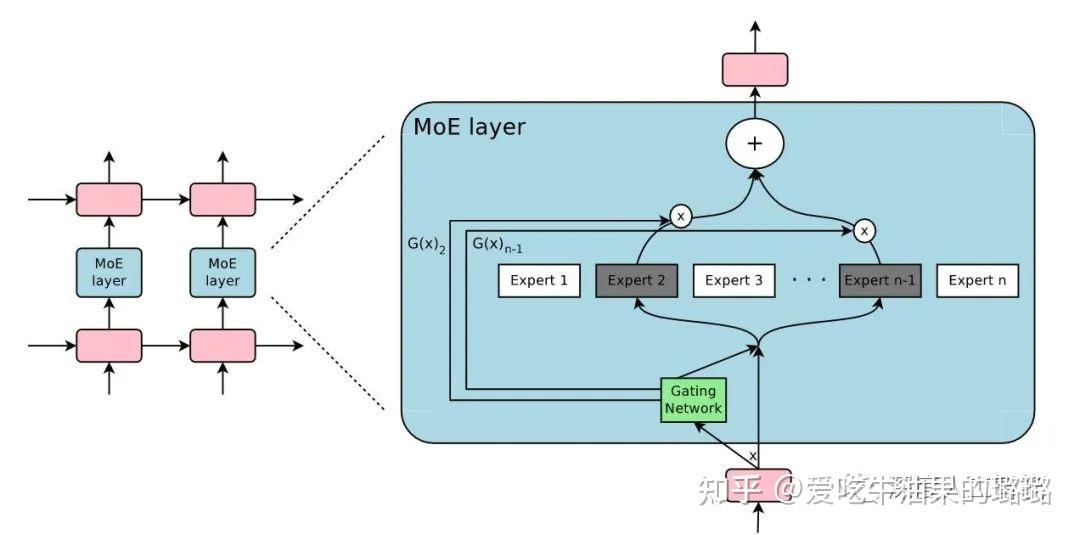 MoE layer
MoE
layer
MoE
layer
G(x)2
G(x)n-1
x
x
+
Expert 1
Expert 2
Expert 3
. . .
Expert n-1
Expert n
Gating
Network
x
知乎 @爱吃牛油果的璐璐